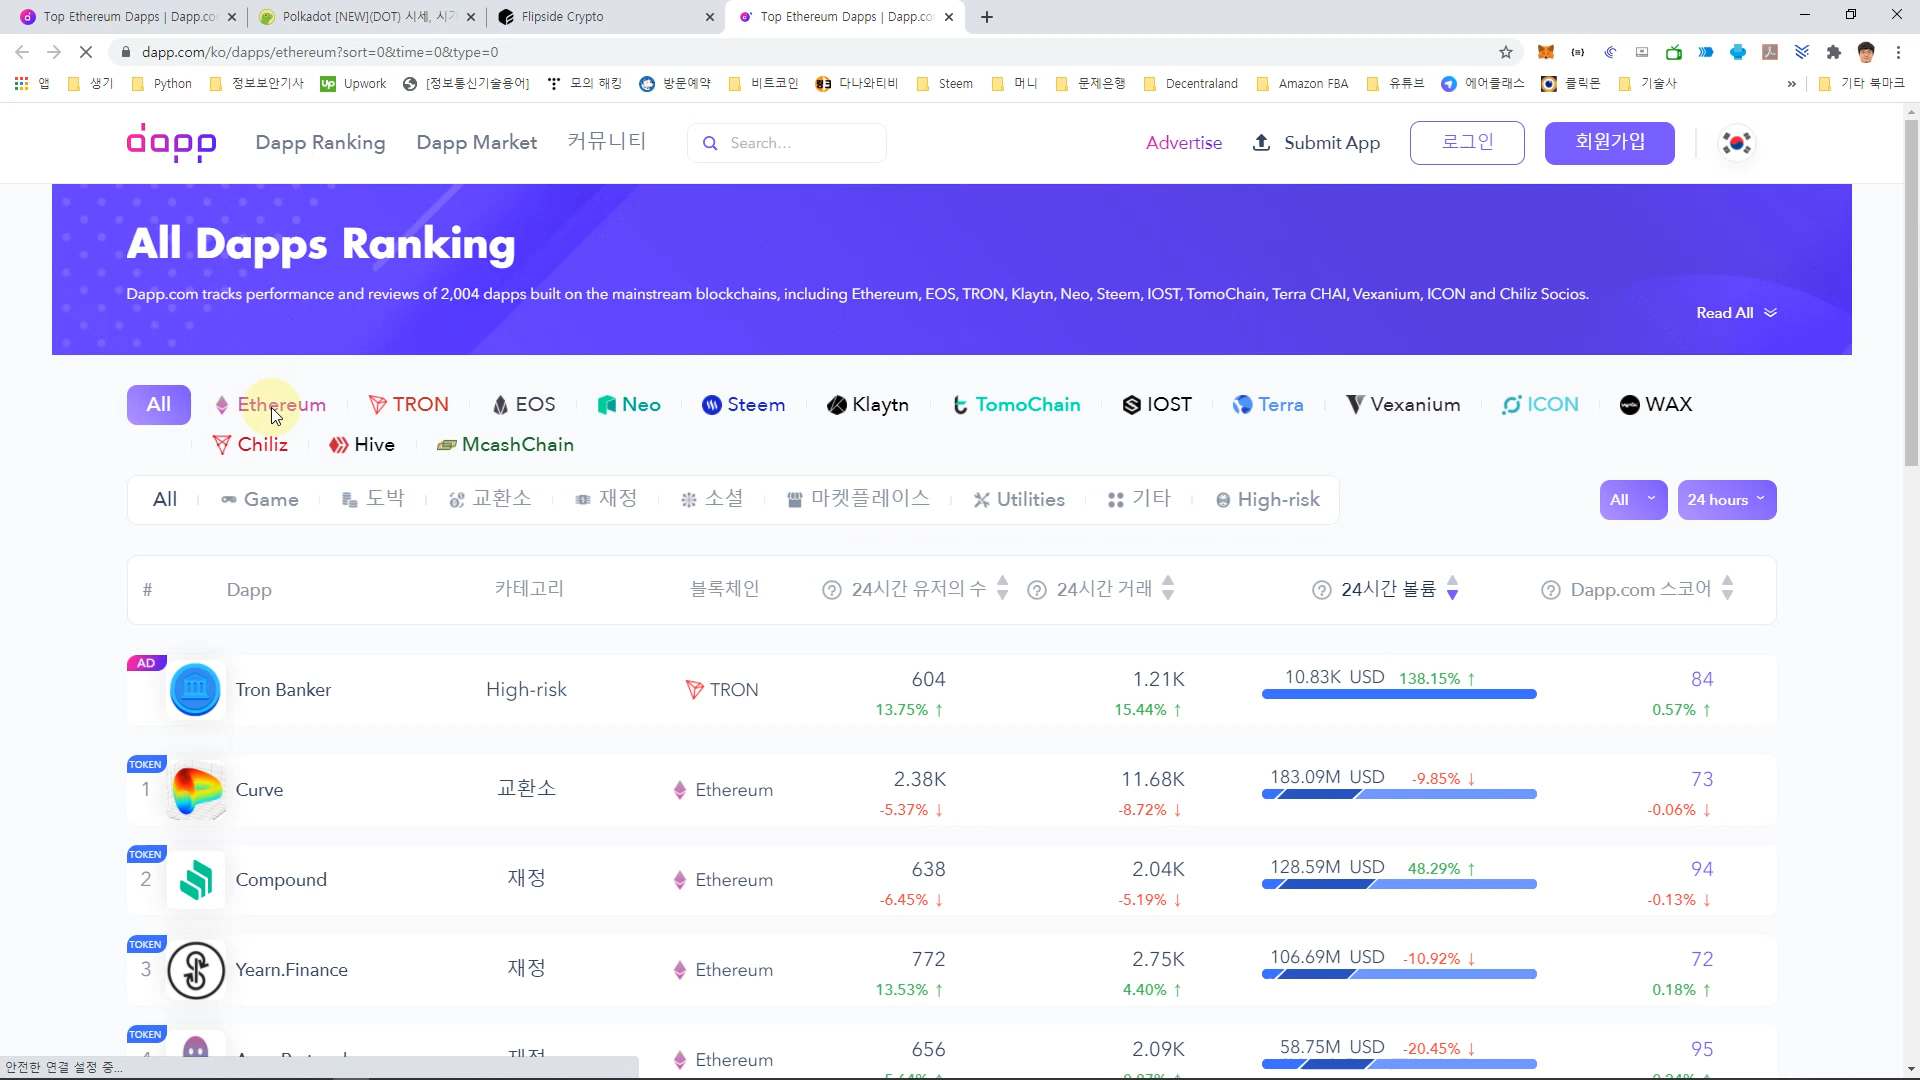 Top Ethereum Dapps | Dapp.co
Polkadot [NEW](DOT) 시세, 시가
Flipside Crypto
Top Ethereum Dapps | Dapp.co
dapp.com/ko/dapps/ethereum?sort=0&time=0&type=0
앱 생기 Python 정보보안기사 Up Upwork [정보통신기술용어] 모의 해킹 방문예약 비트코인 다나와티비 Steem 머니 문제은행 Decentraland Amazon FBA 유튜브 에어클래스 클릭몬 기술사 » 기타 북마크
dapp Dapp Ranking Dapp Market 커뮤니티 Search... Advertise Submit App 로그인 회원가입
All Dapps Ranking
Dapp.com tracks performance and reviews of 2,004 dapps built on the mainstream blockchains, including Ethereum, EOS, TRON, Klaytn, Neo, Steem, IOST, TomoChain, Terra CHAI, Vexanium, ICON and Chiliz Socios.
Read All
All Ethereum TRON EOS Neo Steem Klaytn TomoChain IOST Terra Vexanium ICON WAX
Chiliz Hive McashChain
All Game 도박 교환소 재정 소셜 마켓플레이스 Utilities 기타 High-risk All 24 hours
# Dapp 카테고리 블록체인 ? 24시간 유저의 수 ? 24시간 거래 ? 24시간 볼륨 ? Dapp.com 스코어
AD
Tron Banker High-risk TRON 604 1.21K 10.83K USD 138.15% ↑ 84
13.75% ↑ 15.44% ↑ 0.57% ↑
TOKEN
1 Curve 교환소 Ethereum 2.38K 11.68K 183.09M USD -9.85% ↓ 73
-5.37% ↓ -8.72% ↓ -0.06% ↓
TOKEN
2 Compound 재정 Ethereum 638 2.04K 128.59M USD 48.29% ↑ 94
-6.45% ↓ -5.19% ↓ -0.13% ↓
TOKEN
3 Yearn.Finance 재정 Ethereum 772 2.75K 106.69M USD -10.92% ↓ 72
13.53% ↑ 4.40% ↑ 0.18% ↑
TOKEN
Ethereum 656 2.09K 58.75M USD -20.45% ↓ 95
안전한 연결 설정 중...